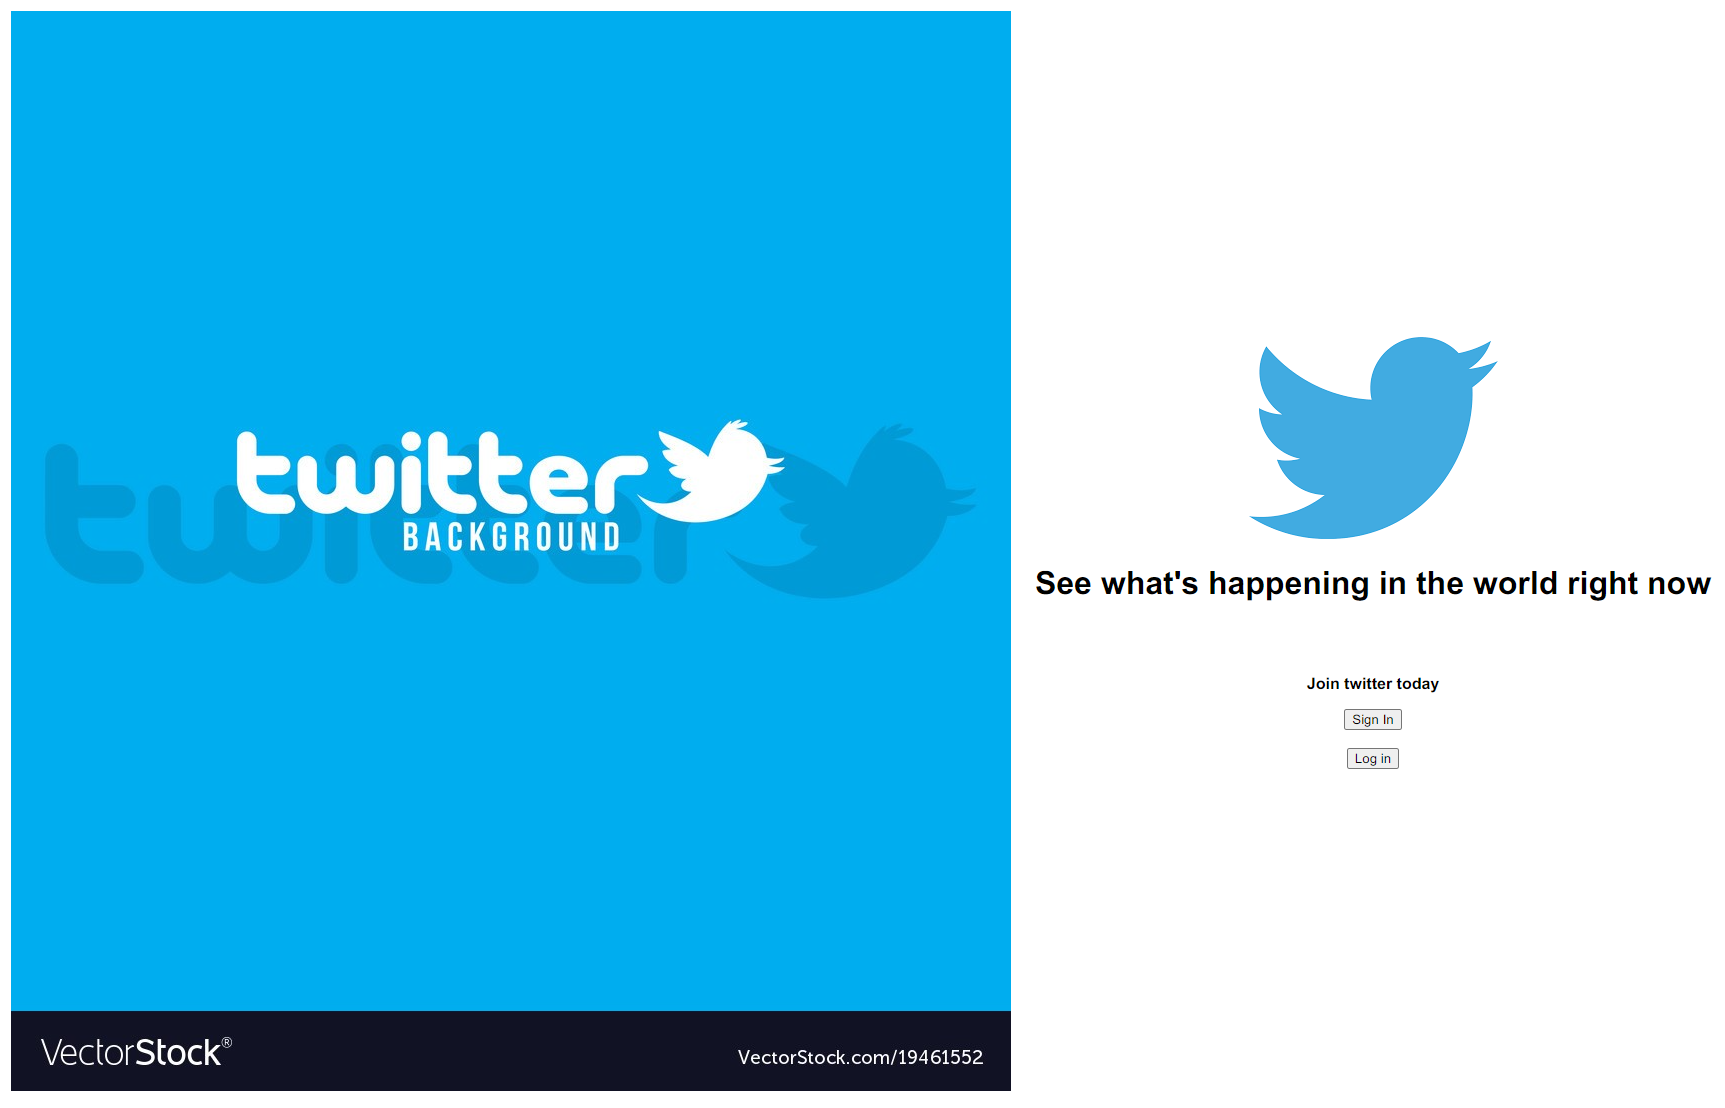 twitter
twitter
BACKGROUND
VectorStock®
VectorStock.com/19461552
See what's happening in the world right now
Join twitter today
Sign In
Log in